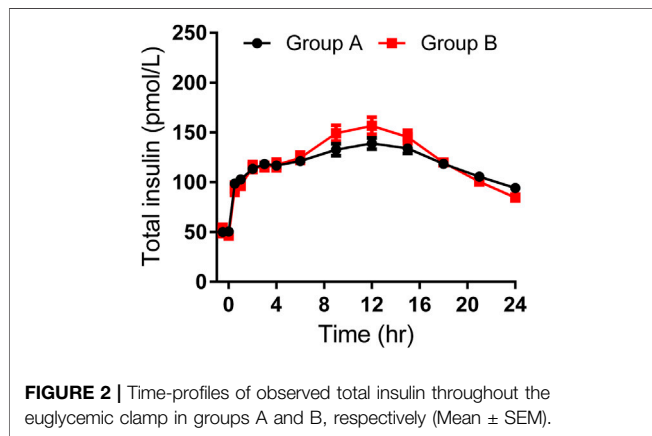 Total insulin (pmol/L)
250
200
150
100
50
0
Group A
Group B
0 4 8 12 16 20 24
Time (hr)
FIGURE 2 | Time-profiles of observed total insulin throughout the
euglycemic clamp in groups A and B, respectively (Mean ± SEM).